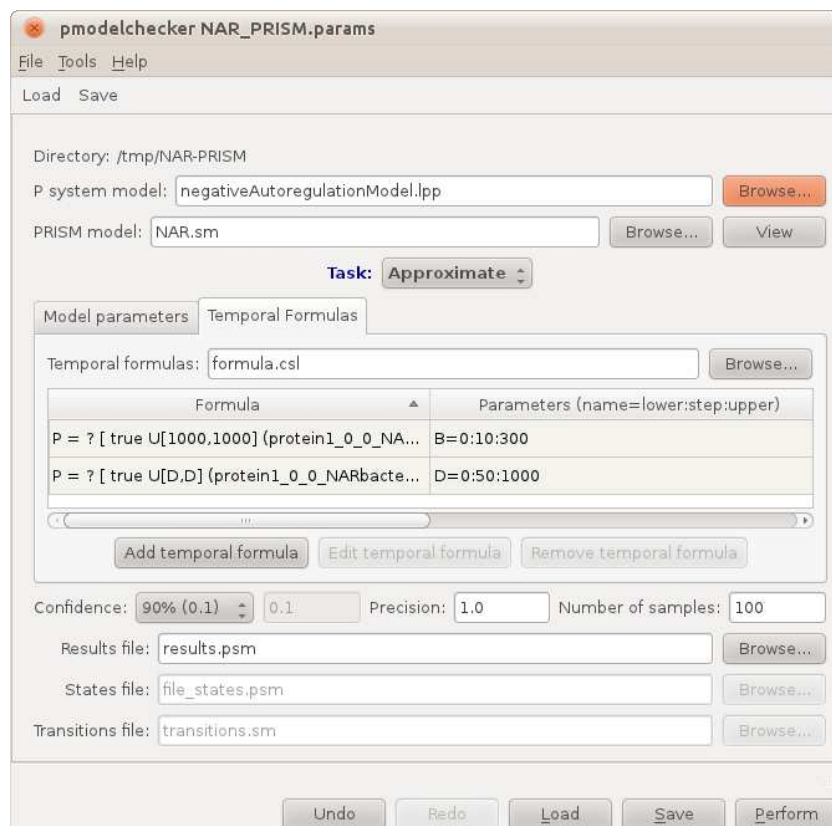 pmodelchecker NAR_PRISM.params
File Tools Help
Load Save
Directory: /tmp/NAR-PRISM
P system model: negativeAutoregulationModel.lpp Browse...
PRISM model: NAR.sm Browse... View
Task: Approximate
Model parameters Temporal Formulas
Temporal formulas: formula.csl Browse...
Formula Parameters (name=lower:step:upper)
P = ? [ true U[1000,1000] (protein1_0_0_NA... B=0:10:300
P = ? [ true U[D,D] (protein1_0_0_NARbacte... D=0:50:1000
Add temporal formula Edit temporal formula Remove temporal formula
Confidence: 90% (0.1) 0.1 Precision: 1.0 Number of samples: 100
Results file: results.psm Browse...
States file: file_states.psm Browse...
Transitions file: transitions.sm Browse...
Undo Redo Load Save Perform